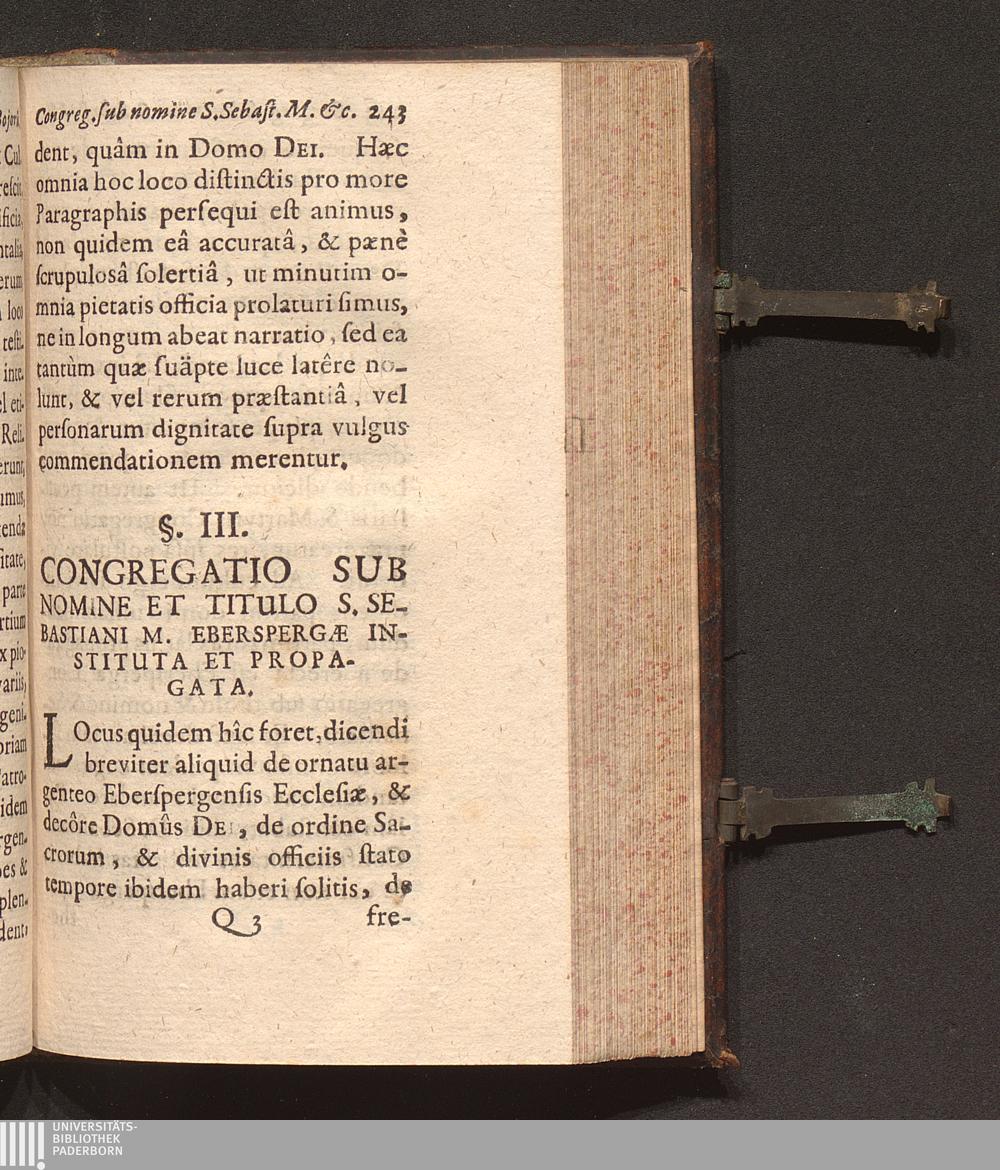 Congreg. ſub nomine S. Sebaſt. M. &c. 243
dent, quâm in Domo DEI. Hæc
omnia hoc loco diſtinctis pro more
Paragraphis perſequi eſt animus,
non quidem eâ accuratâ, & pænè
ſcrupulosâ ſolertiâ, ut minutim o-
mnia pietatis officia prolaturi ſimus,
ne in longum abeat narratio, ſed ea
tantùm quæ ſuäpte luce latêre no-
lunt, & vel rerum præſtantiâ, vel
perſonarum dignitate ſupra vulgus
commendationem merentur.
§. III.
CONGREGATIO SUB
NOMINE ET TITULO S. SE-
BASTIANI M. EBERSPERGÆ IN-
STITUTA ET PROPA-
GATA.
LOcus quidem hîc foret, dicendi
breviter aliquid de ornatu ar-
genteo Eberſpergenſis Eccleſiæ, &
decôre Domûs DEI, de ordine Sa-
crorum, & divinis officiis ſtato
tempore ibidem haberi ſolitis, de
Q 3 fre-
UNIVERSITÄTS-
BIBLIOTHEK
PADERBORN